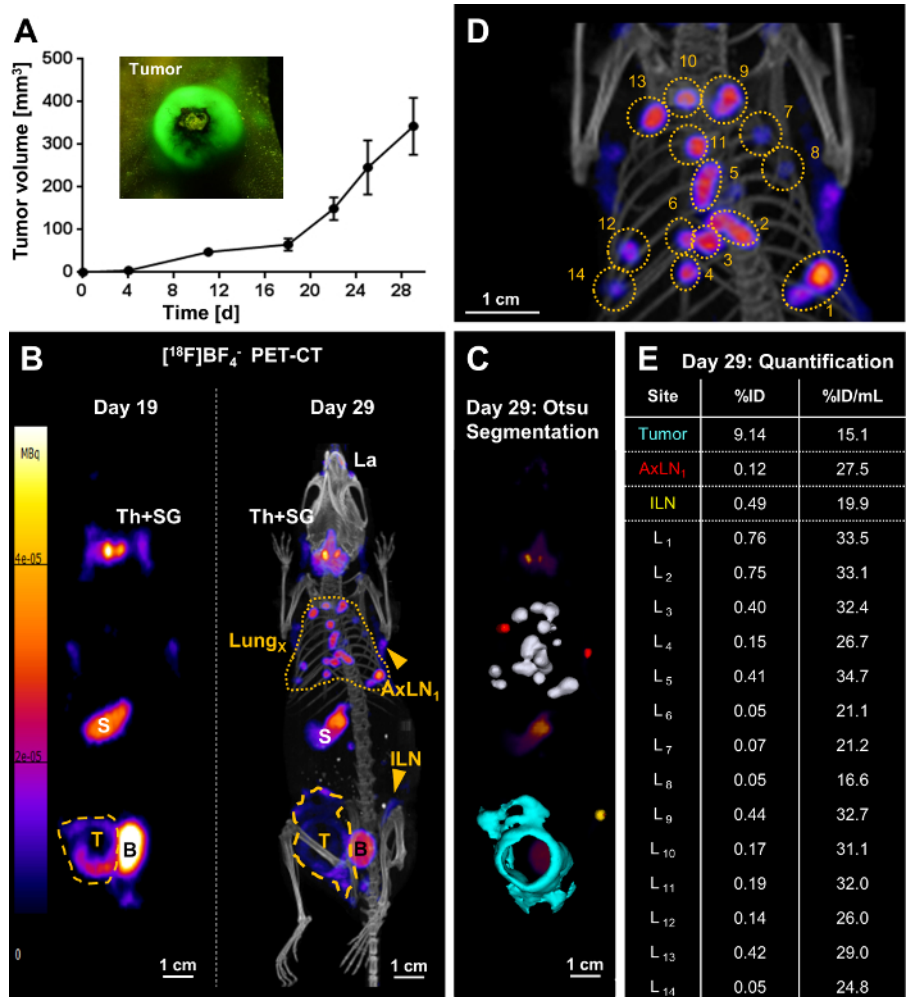 A
Tumor volume [mm³]
500
400
300
200
100
0
Tumor
0 4 8 12 16 20 24 28
Time [d]
D
10
9
13
7
11
8
5
6
12
2
3
14
4
1
1 cm
B
[¹⁸F]BF₄⁻ PET-CT
Day 19
Day 29
MBq
4e-05
2e-05
0
Th+SG
S
T
B
1 cm
La
Th+SG
Lungₓ
AxLN₁
S
ILN
T
B
1 cm
C
Day 29: Otsu
Segmentation
1 cm
E Day 29: Quantification
Site %ID %ID/mL
Tumor 9.14 15.1
AxLN₁ 0.12 27.5
ILN 0.49 19.9
L₁ 0.76 33.5
L₂ 0.75 33.1
L₃ 0.40 32.4
L₄ 0.15 26.7
L₅ 0.41 34.7
L₆ 0.05 21.1
L₇ 0.07 21.2
L₈ 0.05 16.6
L₉ 0.44 32.7
L₁₀ 0.17 31.1
L₁₁ 0.19 32.0
L₁₂ 0.14 26.0
L₁₃ 0.42 29.0
L₁₄ 0.05 24.8